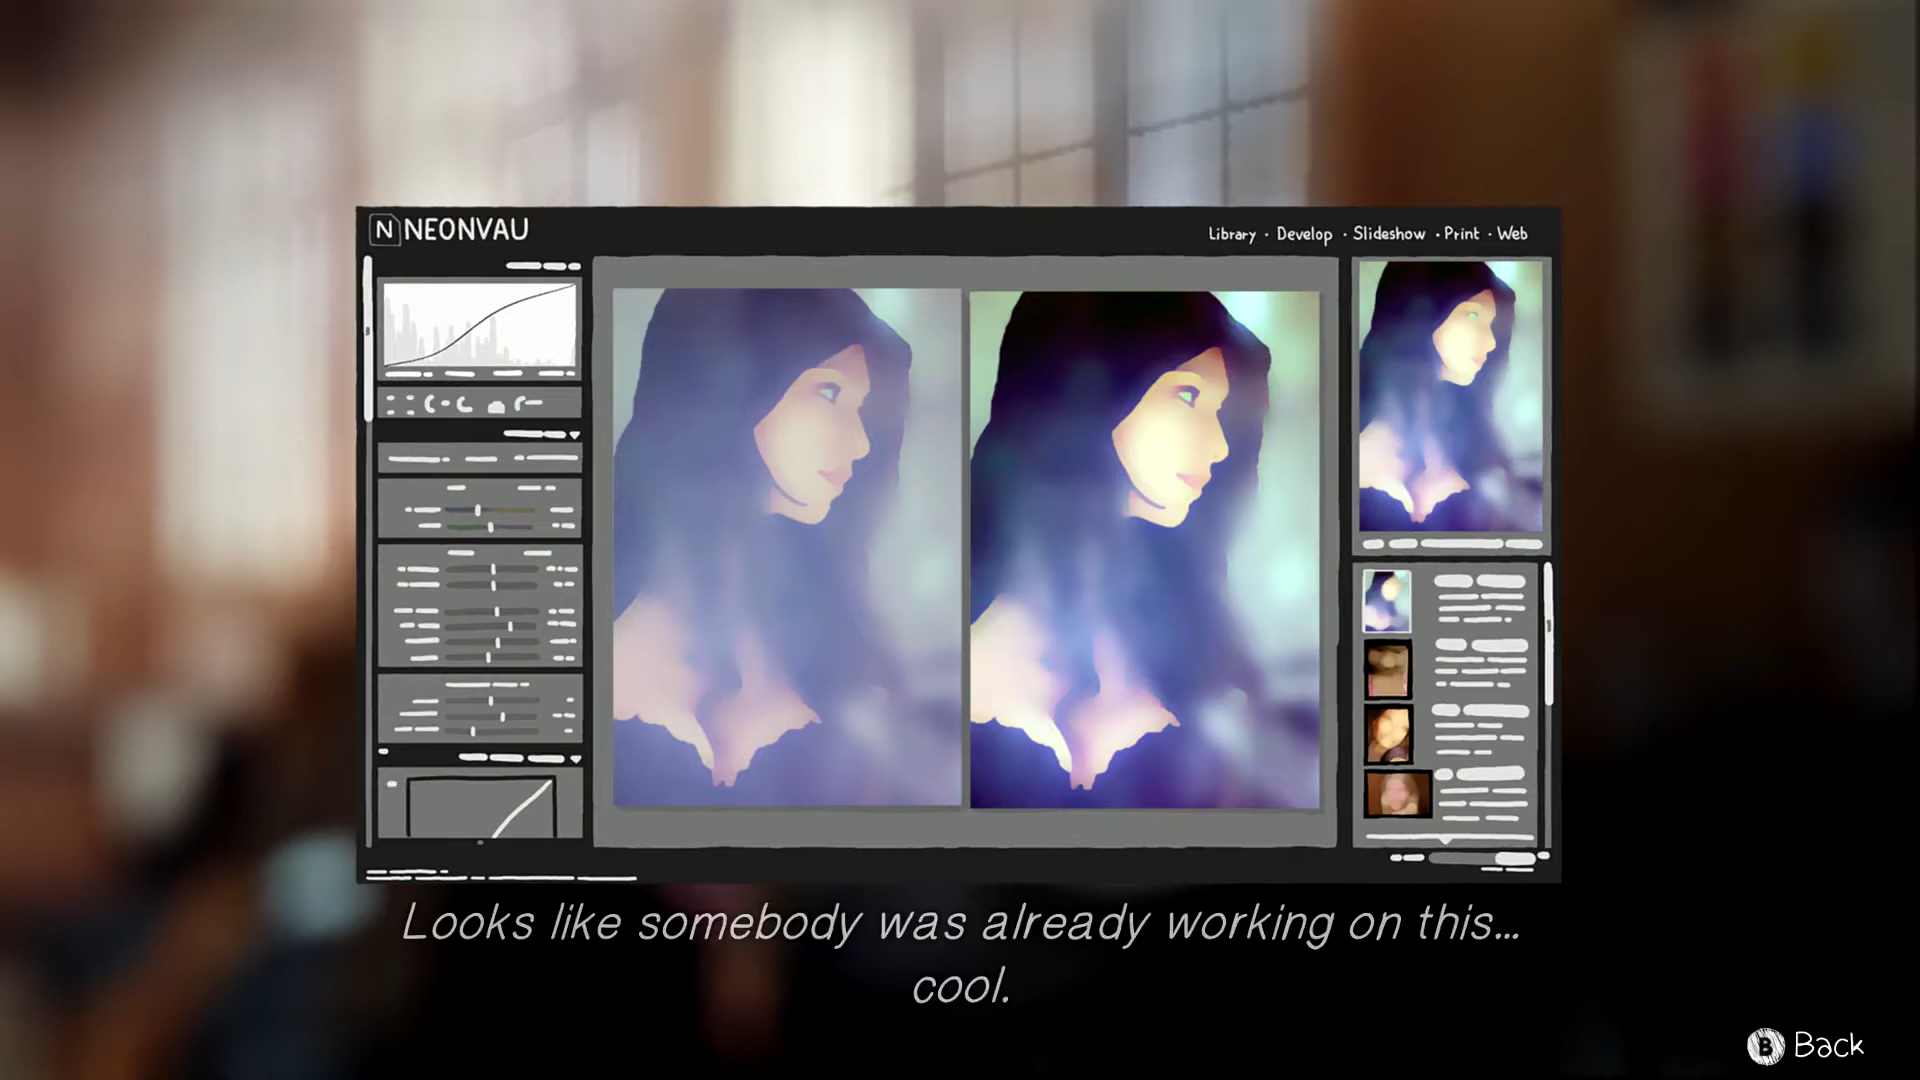 N NEONVAU
Library · Develop · Slideshow · Print · Web
Looks like somebody was already working on this...
cool.
B Back